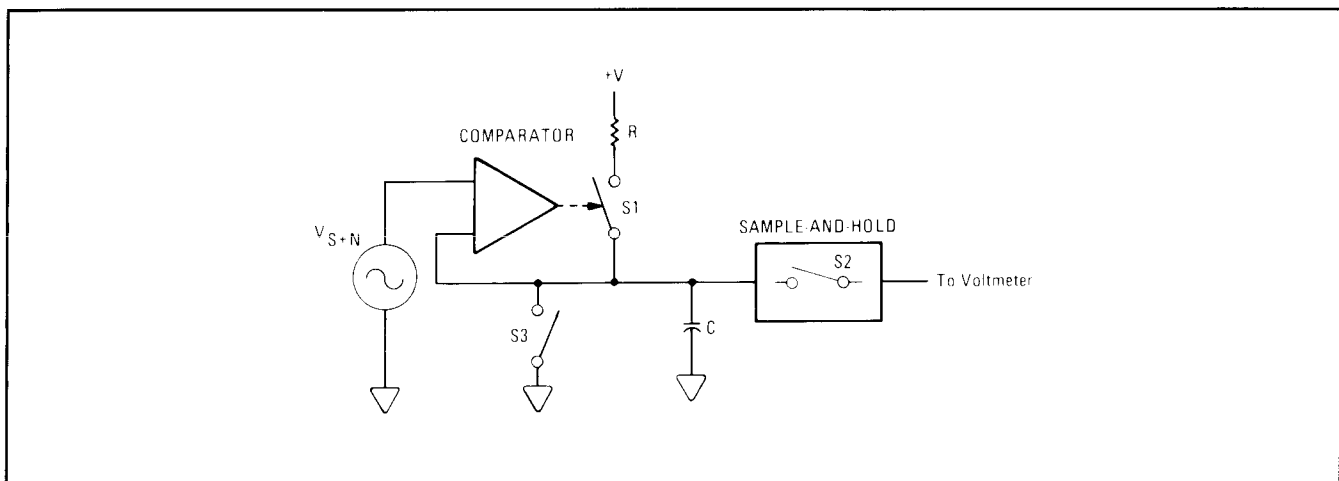 +V
R
COMPARATOR
S1
V S+N
SAMPLE-AND-HOLD
S2
To Voltmeter
S3
C